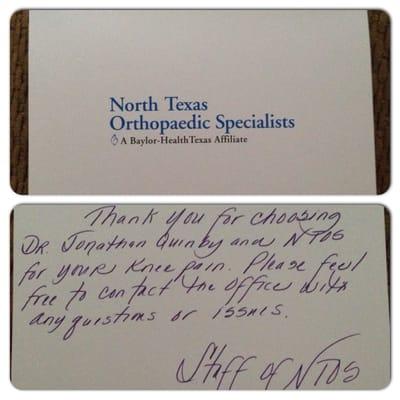 North Texas
Orthopaedic Specialists
A Baylor-HealthTexas Affiliate
Thank you for choosing
Dr. Jonathan Quinby and NTOS
for your knee pain. Please feel
free to contact the office with
any questions or issues.
Staff of NTOS